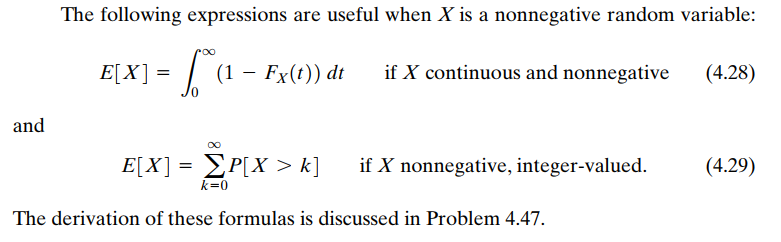 The following expressions are useful when X is a nonnegative random variable:
E[X] = ∫₀^∞ (1 − F_X(t)) dt if X continuous and nonnegative (4.28)
and
E[X] = ∑_{k=0}^∞ P[X > k] if X nonnegative, integer-valued. (4.29)
The derivation of these formulas is discussed in Problem 4.47.